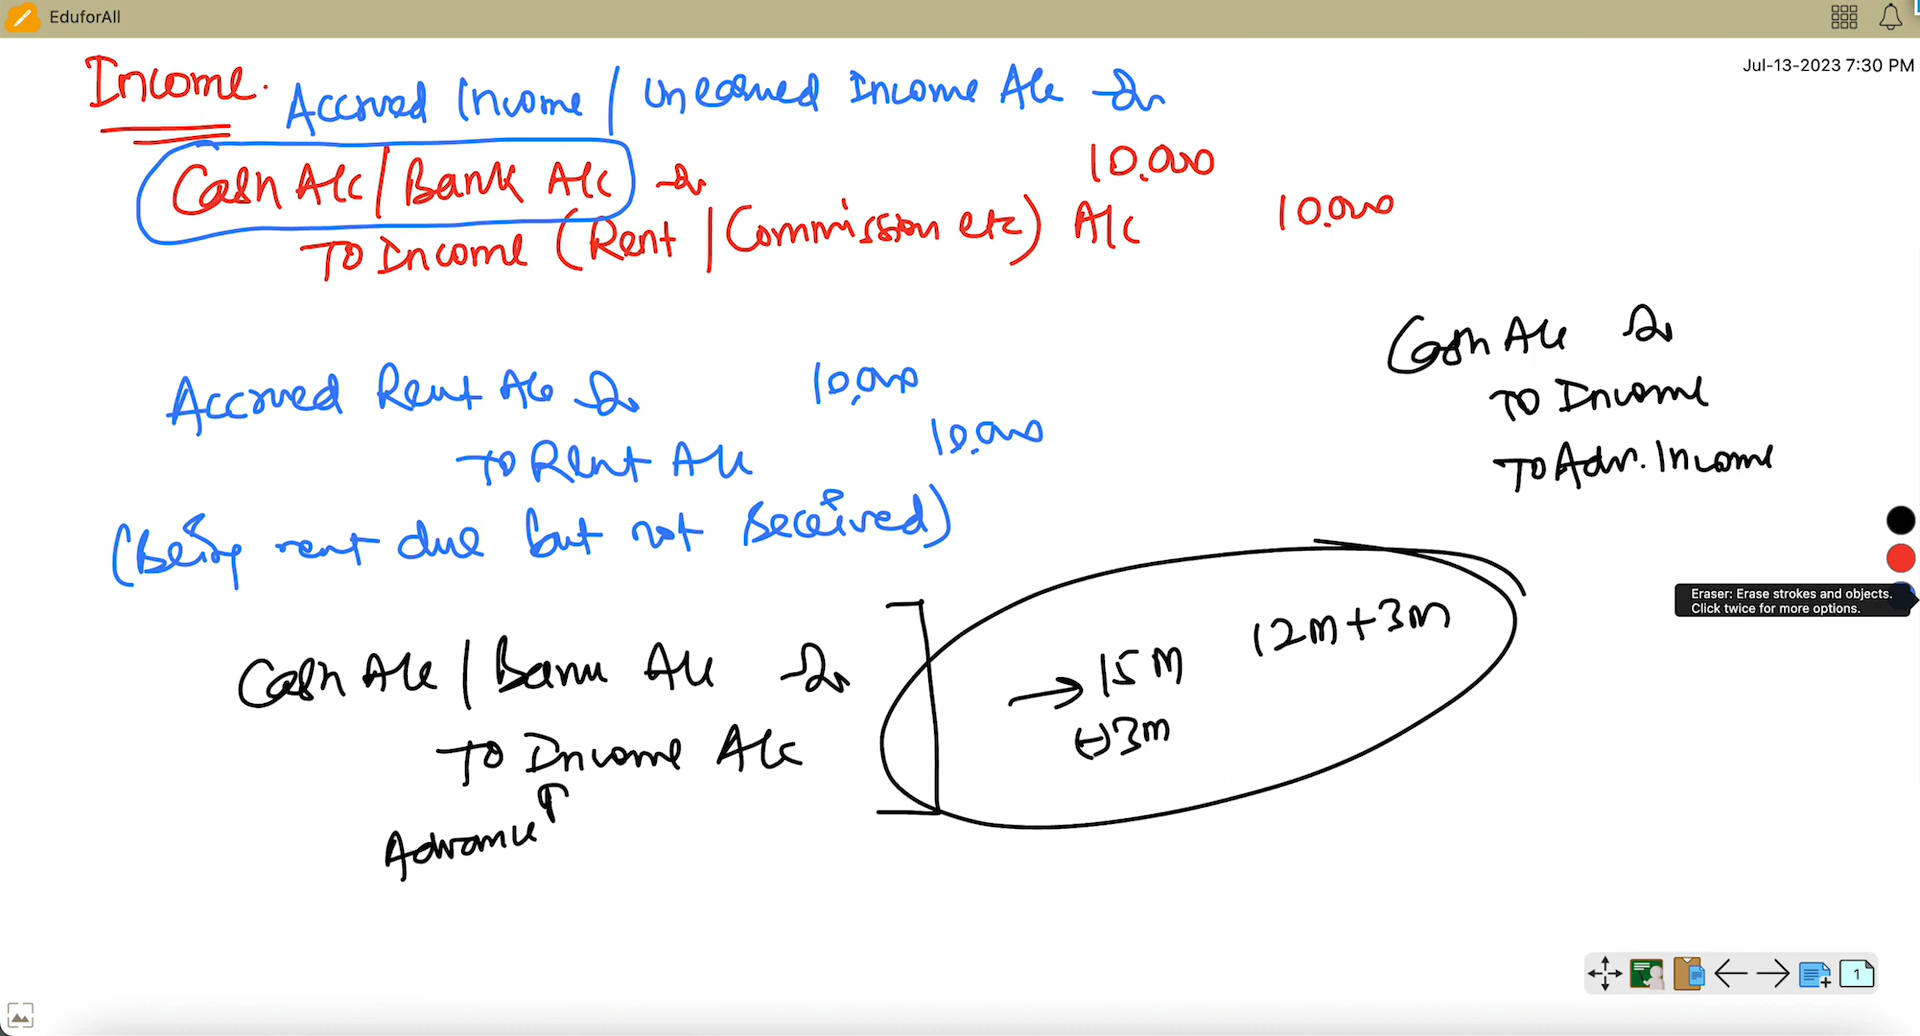 EduforAll
Jul-13-2023 7:30 PM
Income.
Accrued Income / Unearned Income A/c Dr
Cash A/c / Bank A/c Dr 10,000
To Income (Rent / Commission etc) A/c 10,000
Cash A/c Dr
To Income
To Adv. Income
Accrued Rent A/c Dr 10,000
To Rent A/c 10,000
(Being rent due but not Received)
Cash A/c / Bank A/c Dr
To Income A/c
Advance
→ 15 M
(-) 3m
12m + 3m
Eraser: Erase strokes and objects.
Click twice for more options.
1